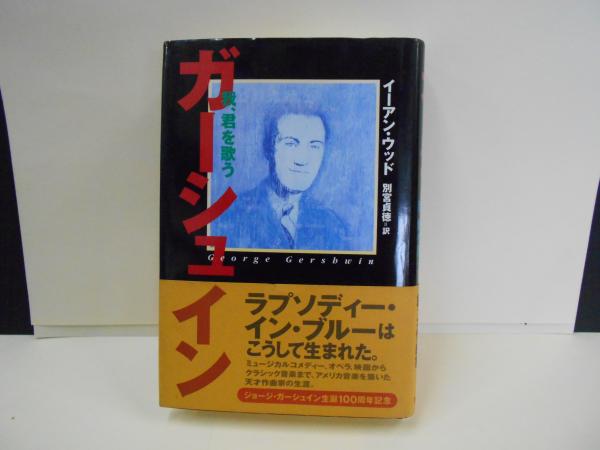 ガーシュイン
我、君を歌う
イーアン・ウッド
別宮貞徳=訳
George Gershwin
ラプソディー・
イン・ブルーは
こうして生まれた。
ミュージカルコメディー、オペラ、映画から
クラシック音楽まで、アメリカ音楽を築いた
天才作曲家の生涯。
ジョージ・ガーシュイン生誕100周年記念